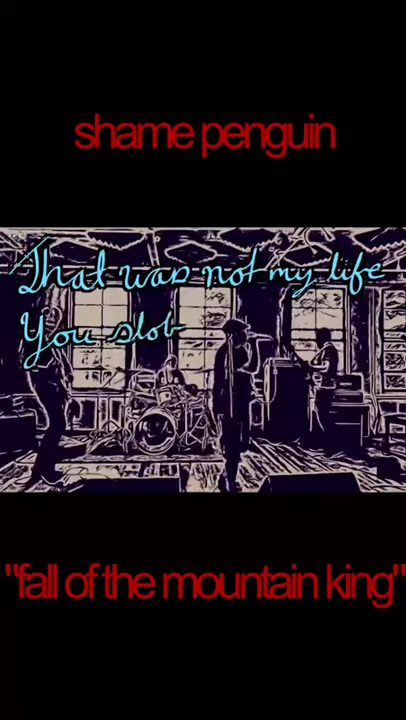 shame penguin
That was not my life
You slob
"fall of the mountain king"